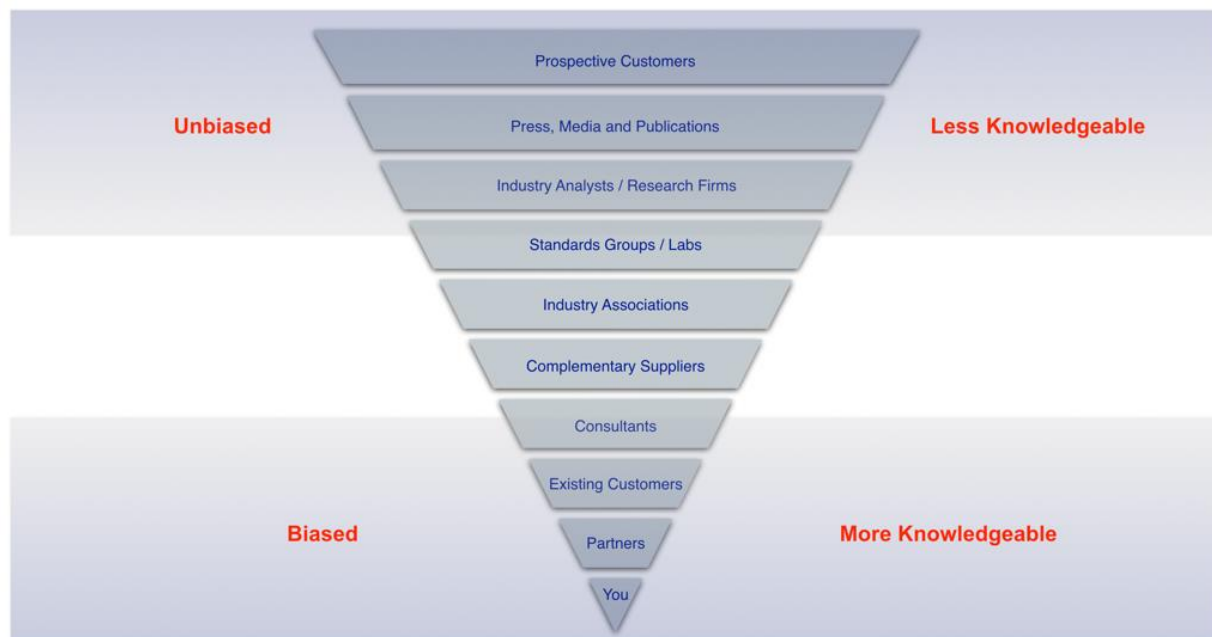 Prospective Customers
Unbiased
Press, Media and Publications
Less Knowledgeable
Industry Analysts / Research Firms
Standards Groups / Labs
Industry Associations
Complementary Suppliers
Consultants
Existing Customers
Biased
More Knowledgeable
Partners
You